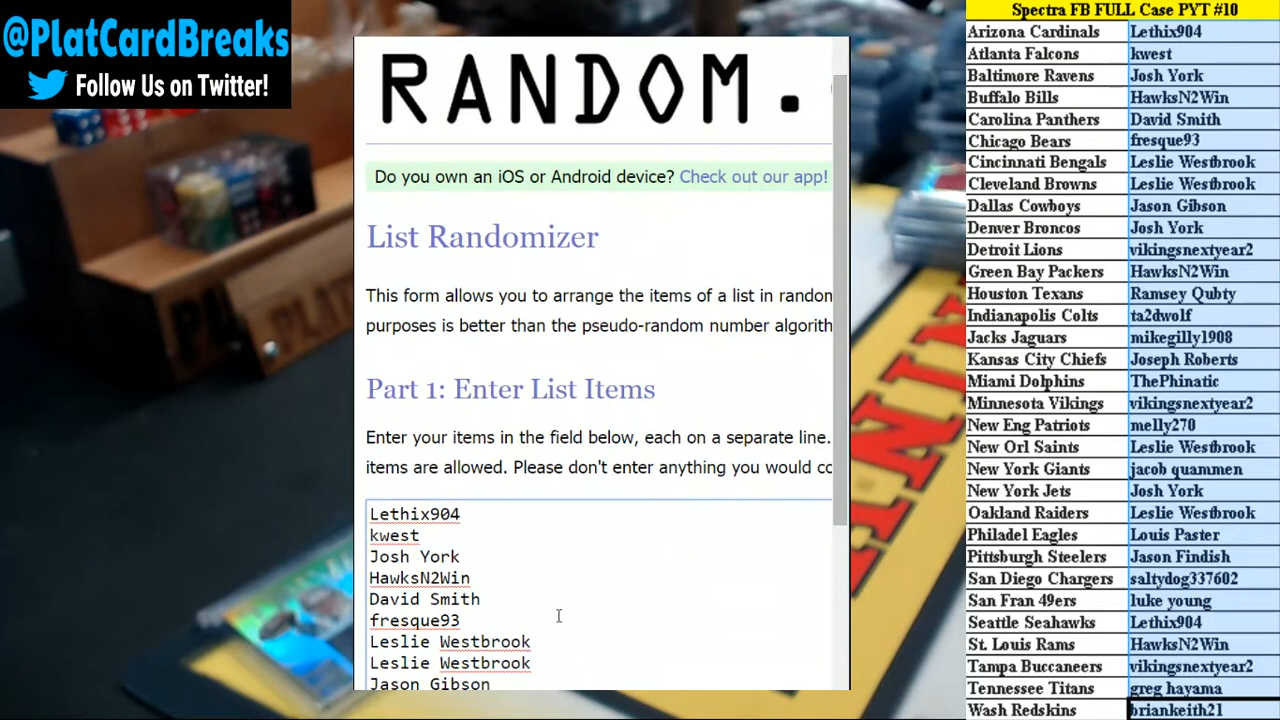 @PlatCardBreaks
Follow Us on Twitter!
RANDOM.
Do you own an iOS or Android device? Check out our app!
List Randomizer
This form allows you to arrange the items of a list in random
purposes is better than the pseudo-random number algorith
Part 1: Enter List Items
Enter your items in the field below, each on a separate line.
items are allowed. Please don't enter anything you would co
Lethix904
kwest
Josh York
HawksN2Win
David Smith
fresque93
Leslie Westbrook
Leslie Westbrook
Jason Gibson
Spectra FB FULL Case PYT #10
Arizona Cardinals Lethix904
Atlanta Falcons kwest
Baltimore Ravens Josh York
Buffalo Bills HawksN2Win
Carolina Panthers David Smith
Chicago Bears fresque93
Cincinnati Bengals Leslie Westbrook
Cleveland Browns Leslie Westbrook
Dallas Cowboys Jason Gibson
Denver Broncos Josh York
Detroit Lions vikingsnextyear2
Green Bay Packers HawksN2Win
Houston Texans Ramsey Qubty
Indianapolis Colts ta2dwolf
Jacks Jaguars mikegilly1908
Kansas City Chiefs Joseph Roberts
Miami Dolphins ThePhinatic
Minnesota Vikings vikingsnextyear2
New Eng Patriots melly270
New Orl Saints Leslie Westbrook
New York Giants jacob quammen
New York Jets Josh York
Oakland Raiders Leslie Westbrook
Philadel Eagles Louis Paster
Pittsburgh Steelers Jason Findish
San Diego Chargers saltydog337602
San Fran 49ers luke young
Seattle Seahawks Lethix904
St. Louis Rams HawksN2Win
Tampa Buccaneers vikingsnextyear2
Tennessee Titans greg hayama
Wash Redskins briankeith21